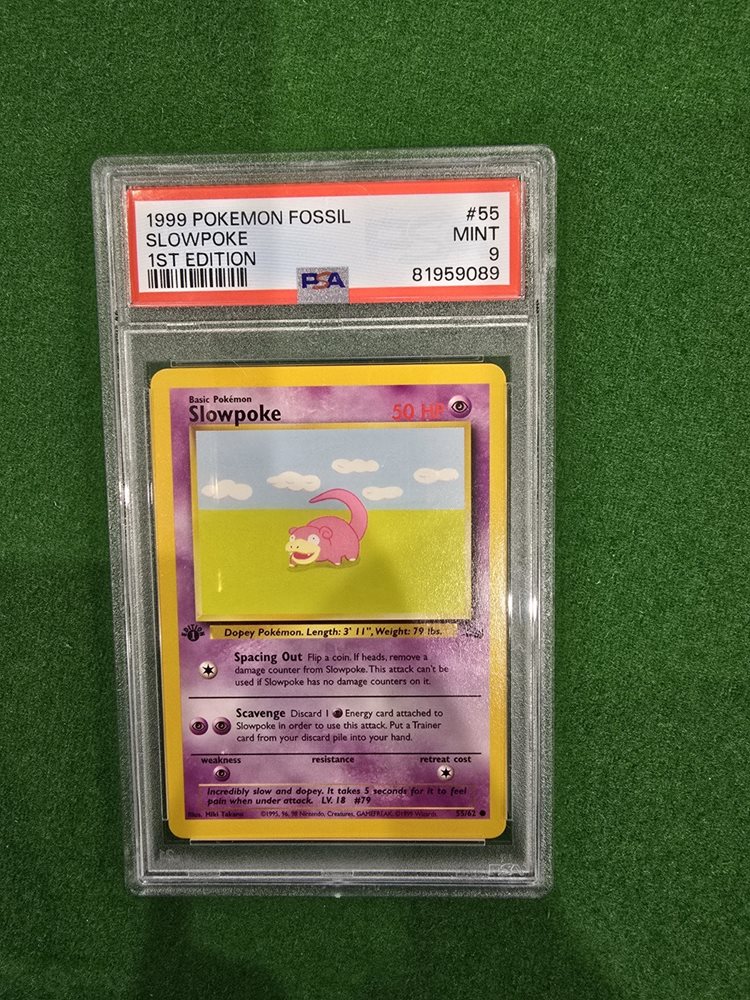 1999 POKEMON FOSSIL #55
SLOWPOKE MINT
1ST EDITION 9
PSA 81959089
Basic Pokémon
Slowpoke 50 HP
EDITION
1
Dopey Pokémon. Length: 3' 11", Weight: 79 lbs.
Spacing Out Flip a coin. If heads, remove a
damage counter from Slowpoke. This attack can't be
used if Slowpoke has no damage counters on it.
Scavenge Discard 1 Energy card attached to
Slowpoke in order to use this attack. Put a Trainer
card from your discard pile into your hand.
weakness resistance retreat cost
Incredibly slow and dopey. It takes 5 seconds for it to feel
pain when under attack. LV. 18 #79
Illus. Miki Tanaka ©1995, 96, 98 Nintendo, Creatures, GAMEFREAK. ©1999 Wizards. 55/62
PSA